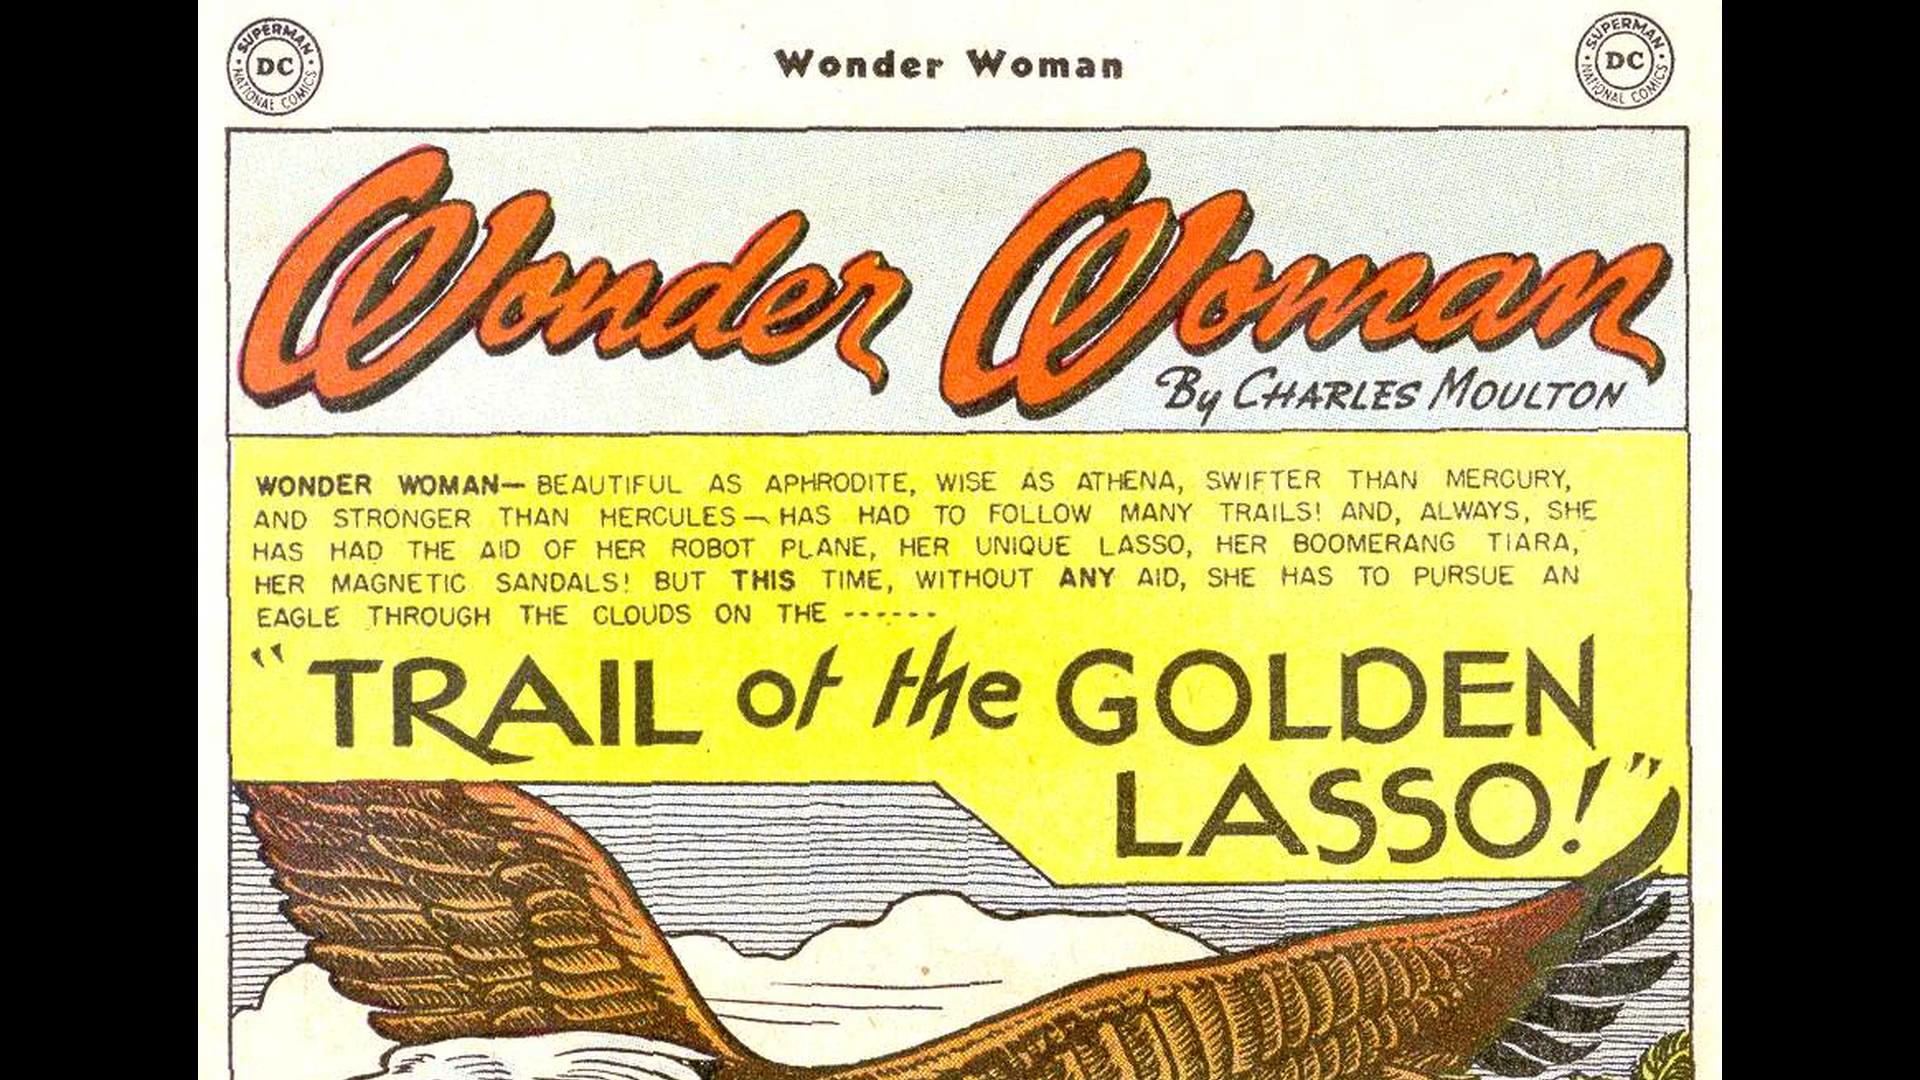 SUPERMAN
DC
NATIONAL COMICS
Wonder Woman
SUPERMAN
DC
NATIONAL COMICS
Wonder Woman
By CHARLES MOULTON
WONDER WOMAN— BEAUTIFUL AS APHRODITE, WISE AS ATHENA, SWIFTER THAN MERCURY,
AND STRONGER THAN HERCULES — HAS HAD TO FOLLOW MANY TRAILS! AND, ALWAYS, SHE
HAS HAD THE AID OF HER ROBOT PLANE, HER UNIQUE LASSO, HER BOOMERANG TIARA,
HER MAGNETIC SANDALS! BUT THIS TIME, WITHOUT ANY AID, SHE HAS TO PURSUE AN
EAGLE THROUGH THE CLOUDS ON THE ------
"TRAIL of the GOLDEN
LASSO!"